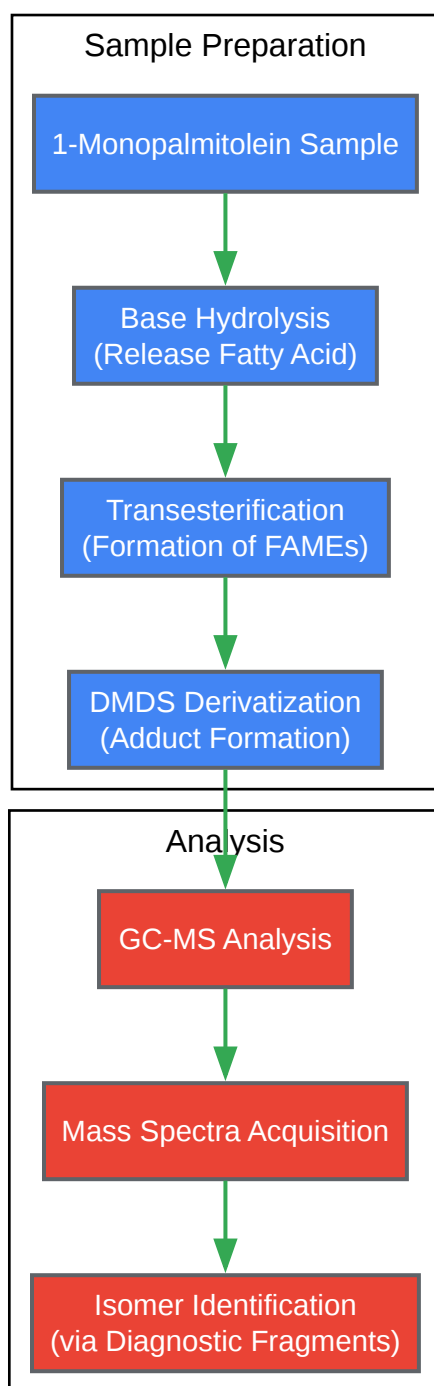 Sample Preparation
1-Monopalmitolein Sample
Base Hydrolysis
(Release Fatty Acid)
Transesterification
(Formation of FAMEs)
DMDS Derivatization
(Adduct Formation)
Analysis
GC-MS Analysis
Mass Spectra Acquisition
Isomer Identification
(via Diagnostic Fragments)